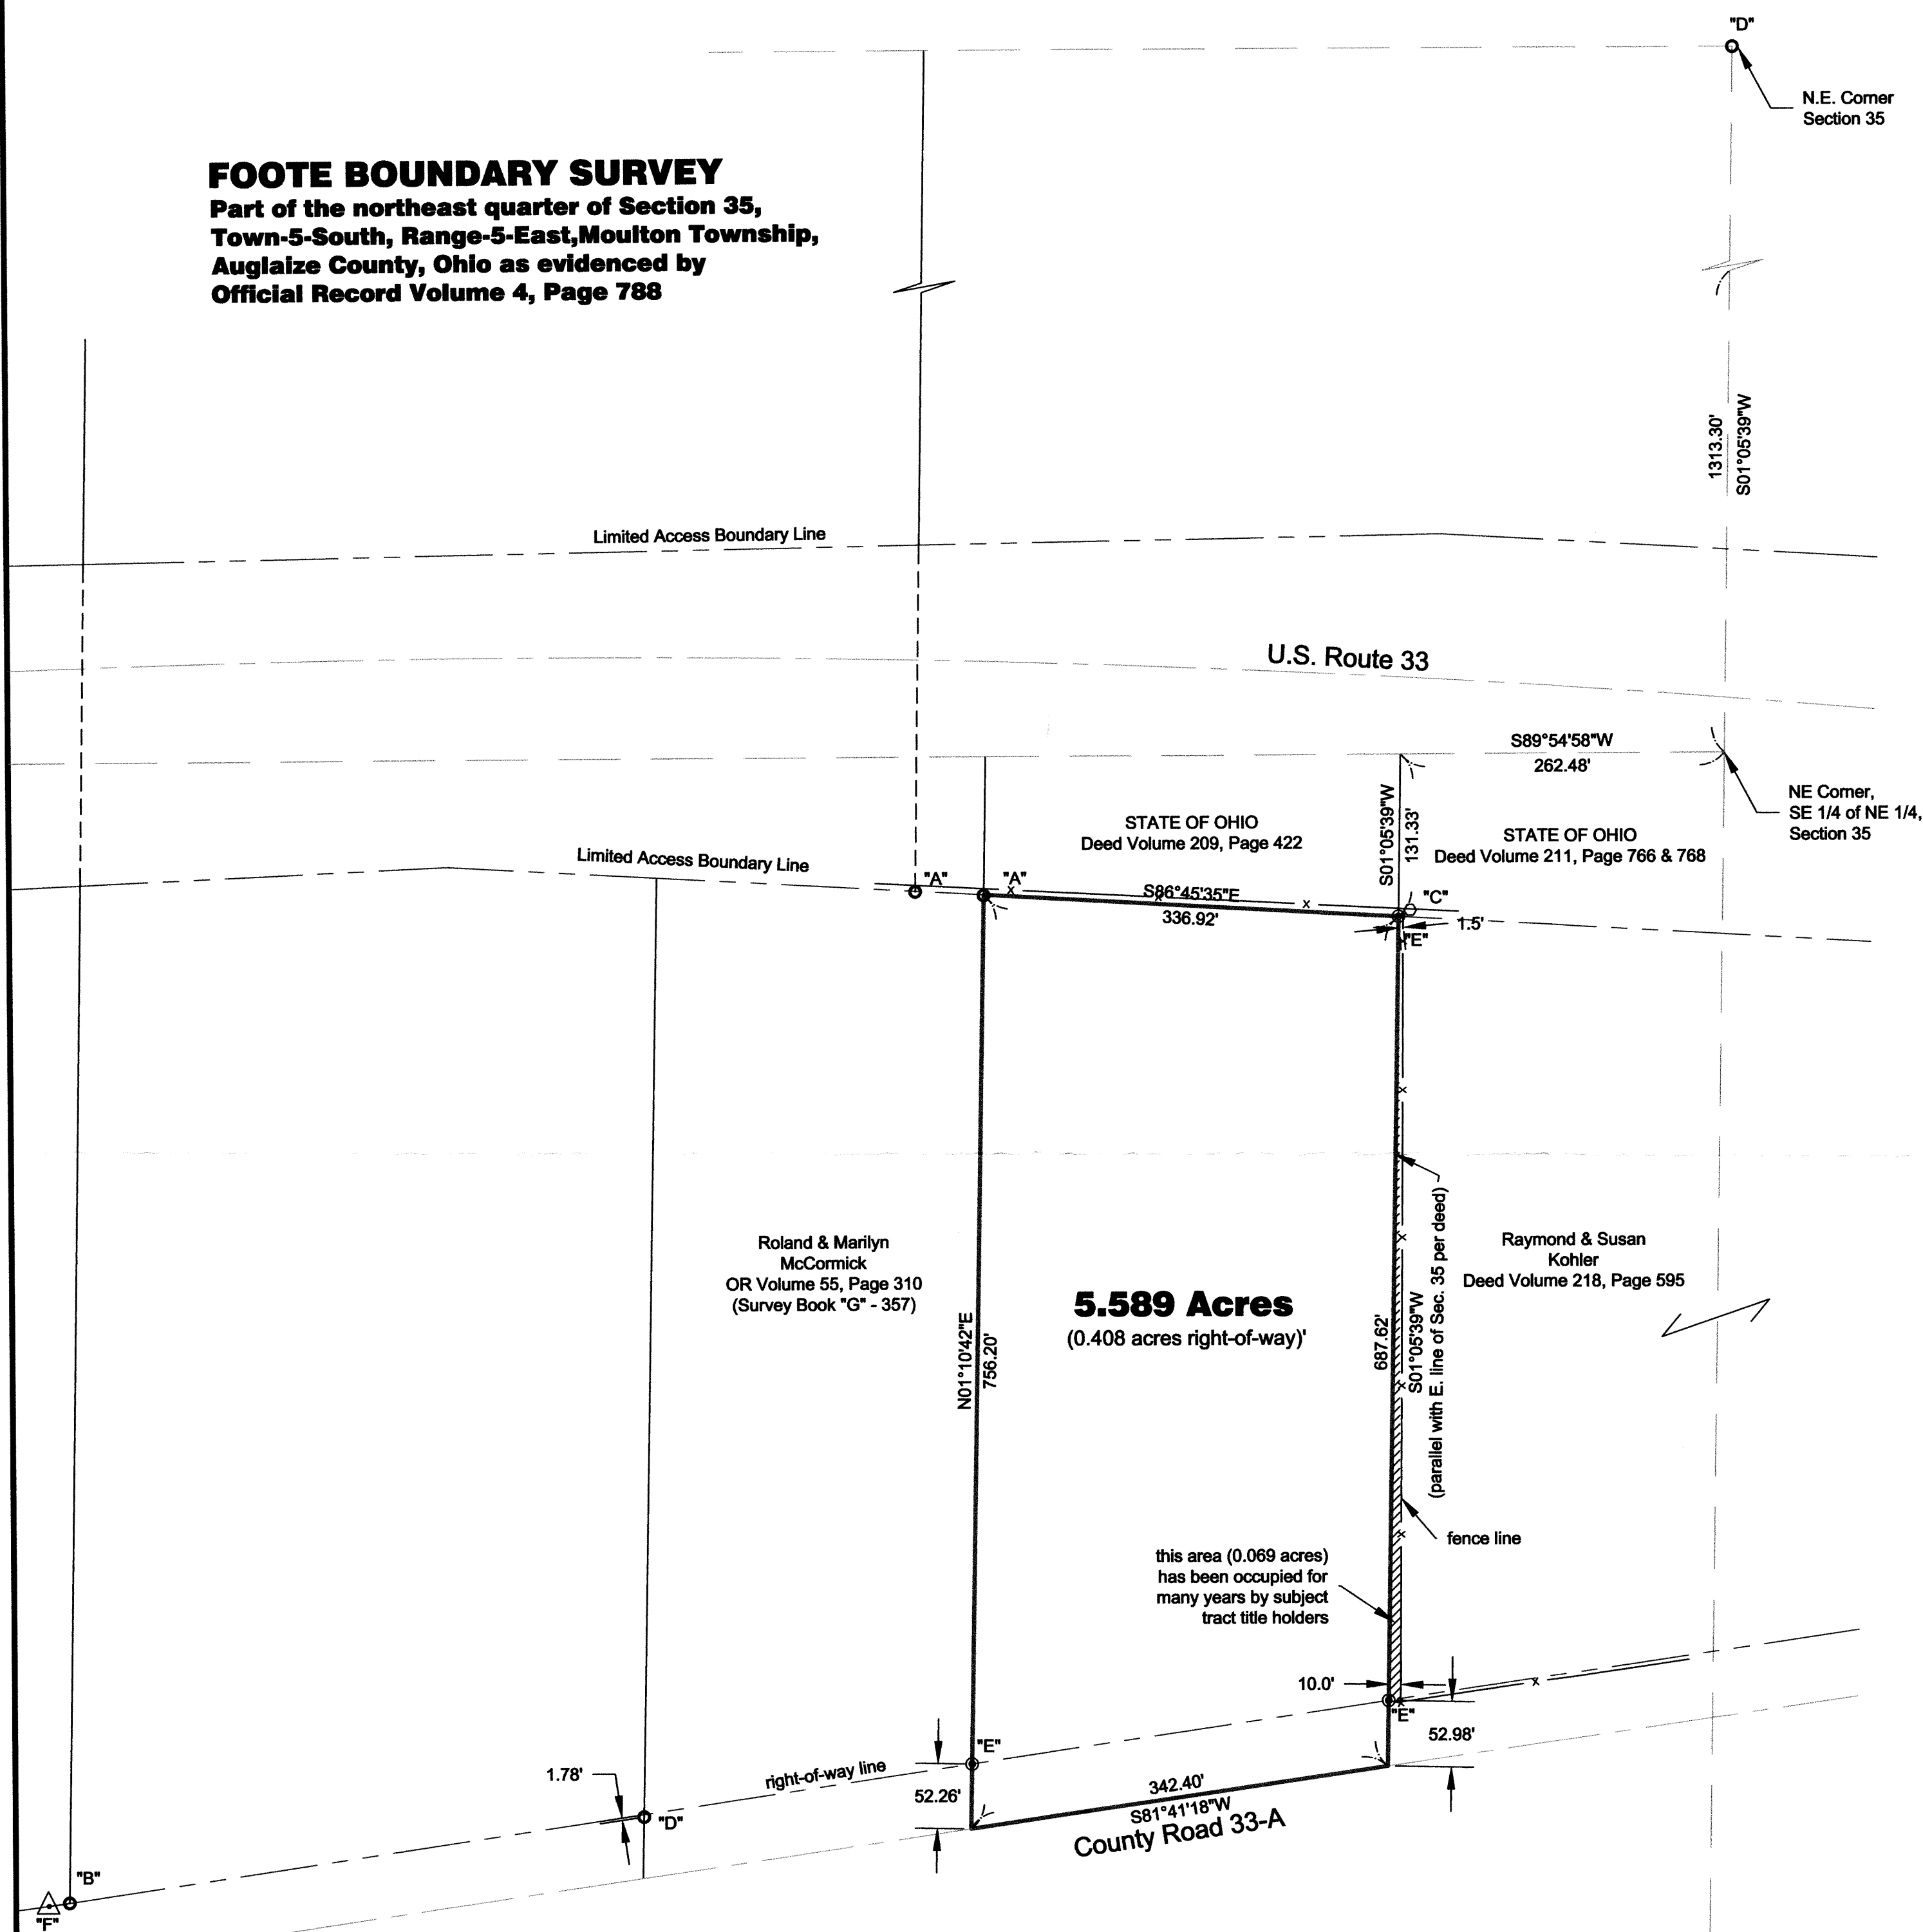 "D"
N.E. Corner
Section 35
FOOTE BOUNDARY SURVEY
Part of the northeast quarter of Section 35,
Town-5-South, Range-5-East,Moulton Township,
Auglaize County, Ohio as evidenced by
Official Record Volume 4, Page 788
1313.30'
S01°05'39"W
Limited Access Boundary Line
U.S. Route 33
S89°54'58"W
262.48'
NE Corner,
SE 1/4 of NE 1/4,
Section 35
STATE OF OHIO
Deed Volume 209, Page 422
S01°05'39"W
131.33'
STATE OF OHIO
Deed Volume 211, Page 766 & 768
Limited Access Boundary Line
"A"
"A"
S86°45'35"E
336.92'
"C"
1.5'
"E"
Roland & Marilyn
McCormick
OR Volume 55, Page 310
(Survey Book "G" - 357)
N01°10'42"E
756.20'
5.589 Acres
(0.408 acres right-of-way)'
687.62'
S01°05'39"W
(parallel with E. line of Sec. 35 per deed)
Raymond & Susan
Kohler
Deed Volume 218, Page 595
fence line
this area (0.069 acres)
has been occupied for
many years by subject
tract title holders
10.0'
"E"
52.98'
"E"
right-of-way line
1.78'
52.26'
342.40'
S81°41'18"W
County Road 33-A
"D"
"B"
"F"